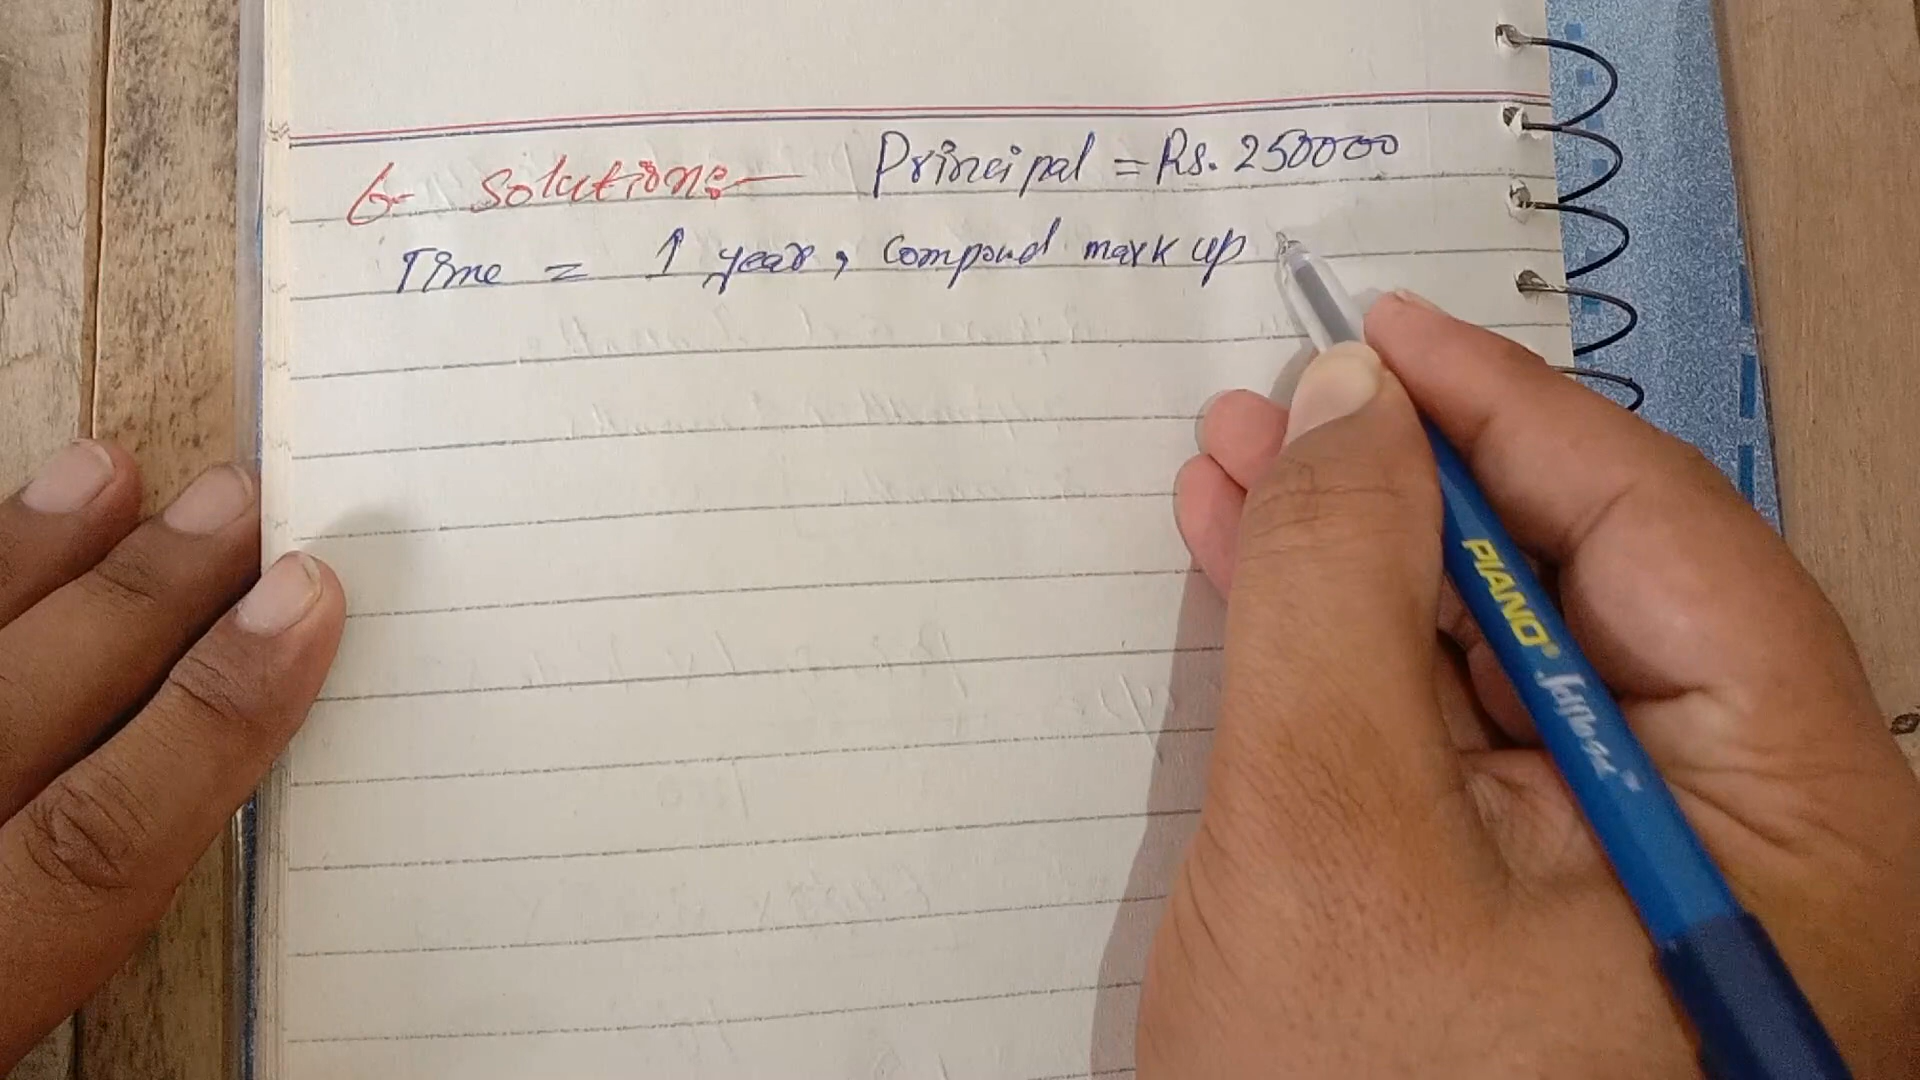 6- Solution:- Principal = Rs. 250000
Time = 1 year, Compound mark up
PIANO